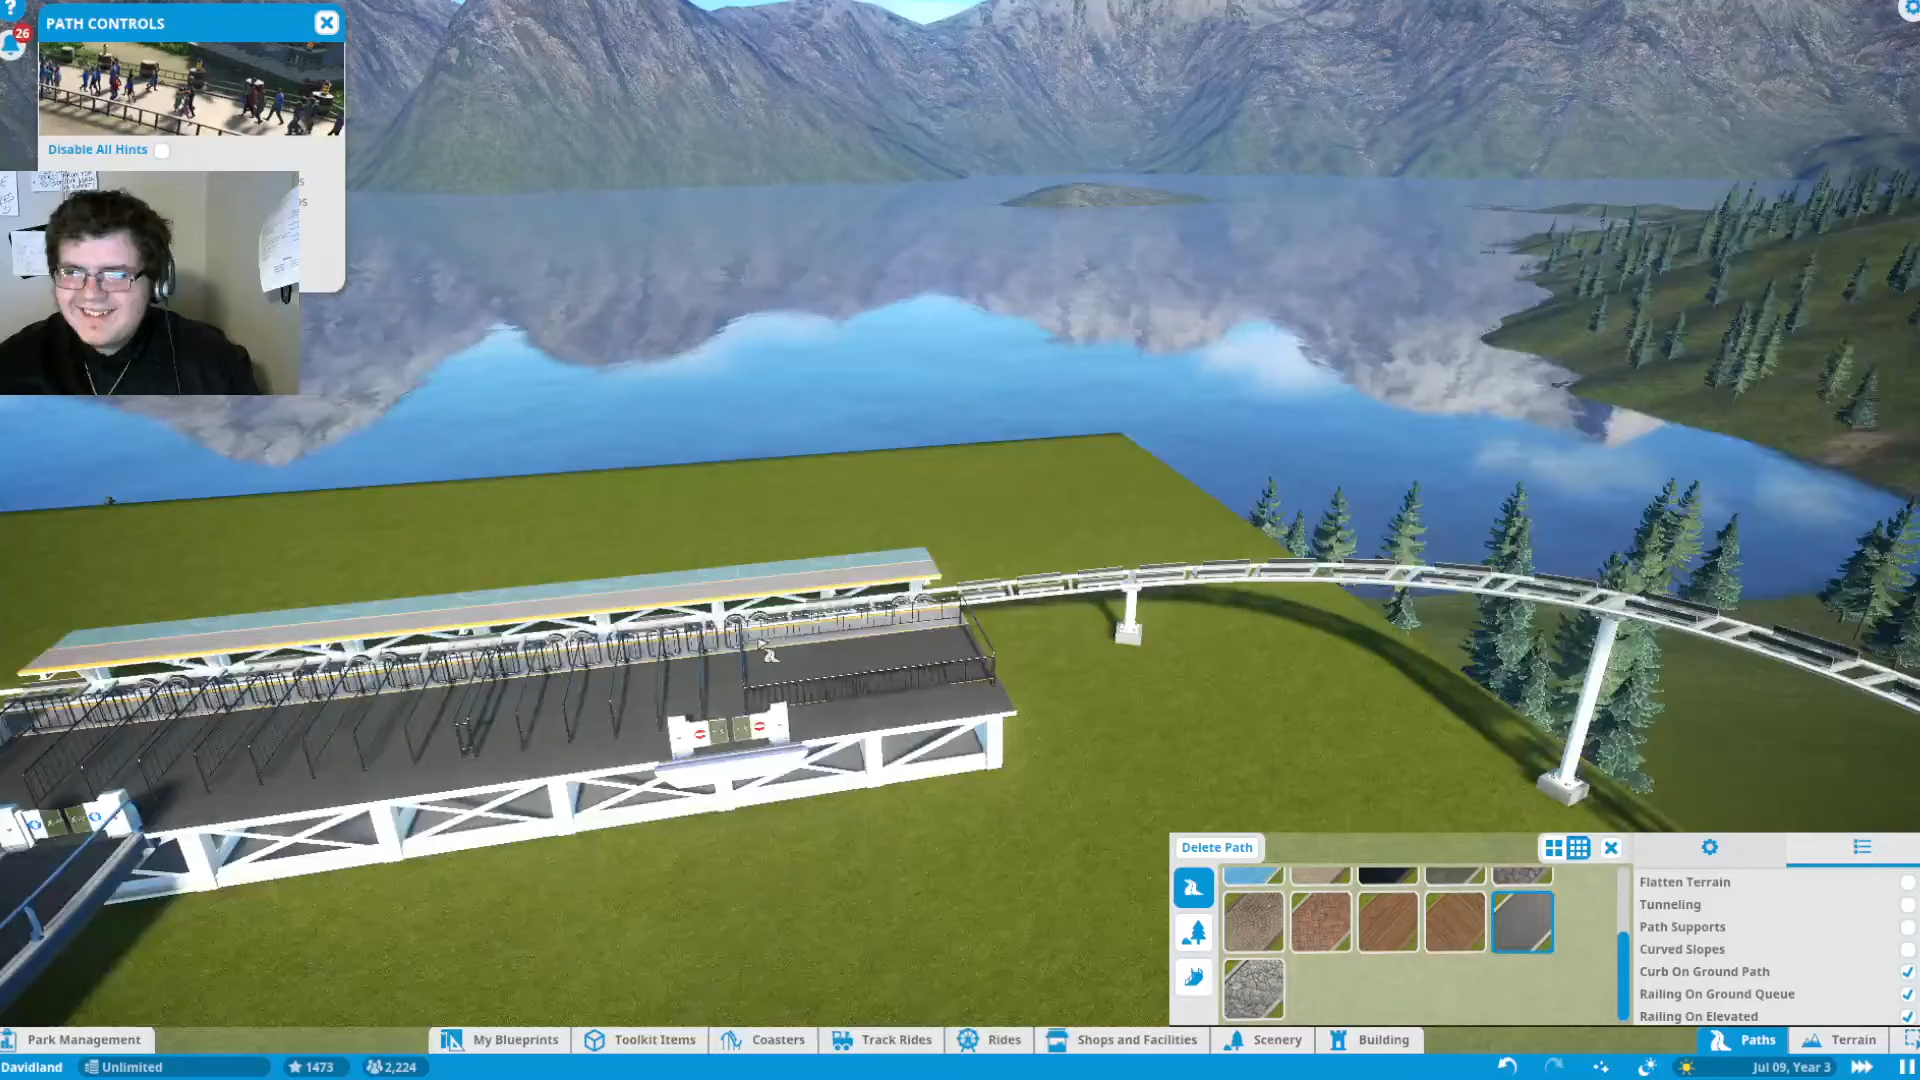 ?
26
PATH CONTROLS
Disable All Hints
Delete Path
Flatten Terrain
Tunneling
Path Supports
Curved Slopes
Curb On Ground Path
Railing On Ground Queue
Railing On Elevated
Park Management
My Blueprints
Toolkit Items
Coasters
Track Rides
Rides
Shops and Facilities
Scenery
Building
Paths
Terrain
Davidland
Unlimited
1473
2,224
Jul 09, Year 3